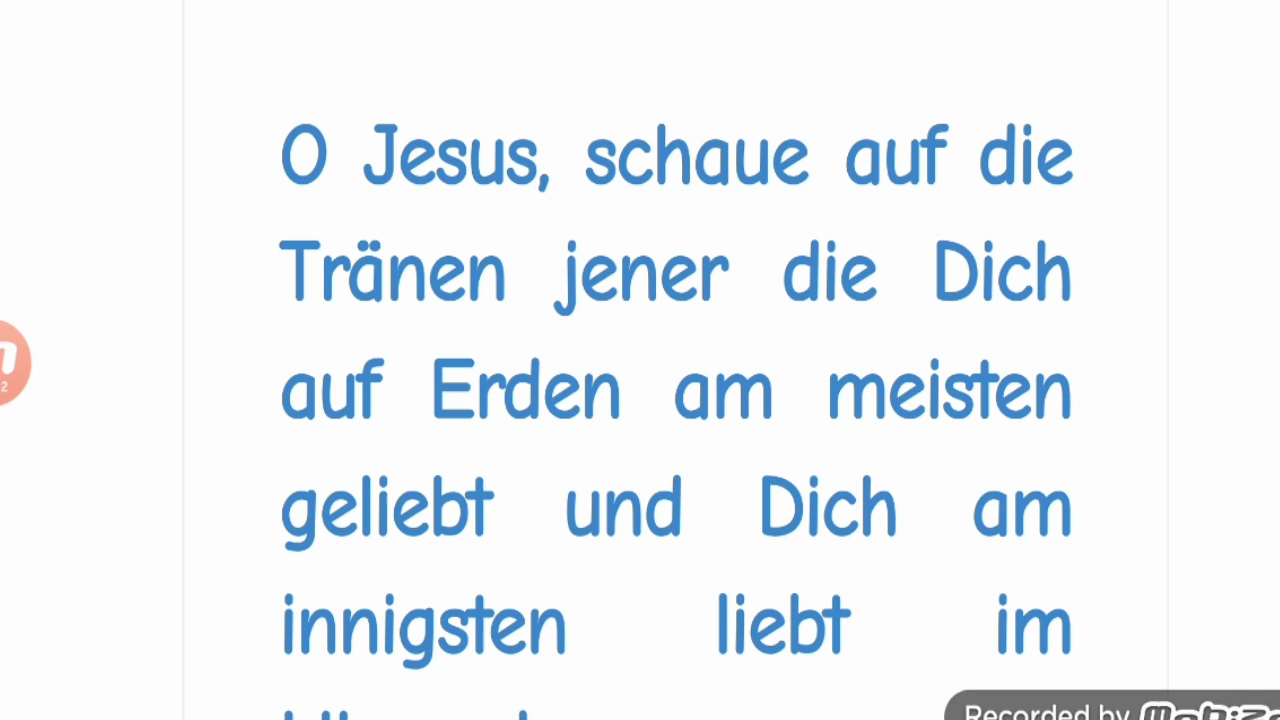 O Jesus, schaue auf die
Tränen jener die Dich
auf Erden am meisten
geliebt und Dich am
innigsten liebt im
Recorded by